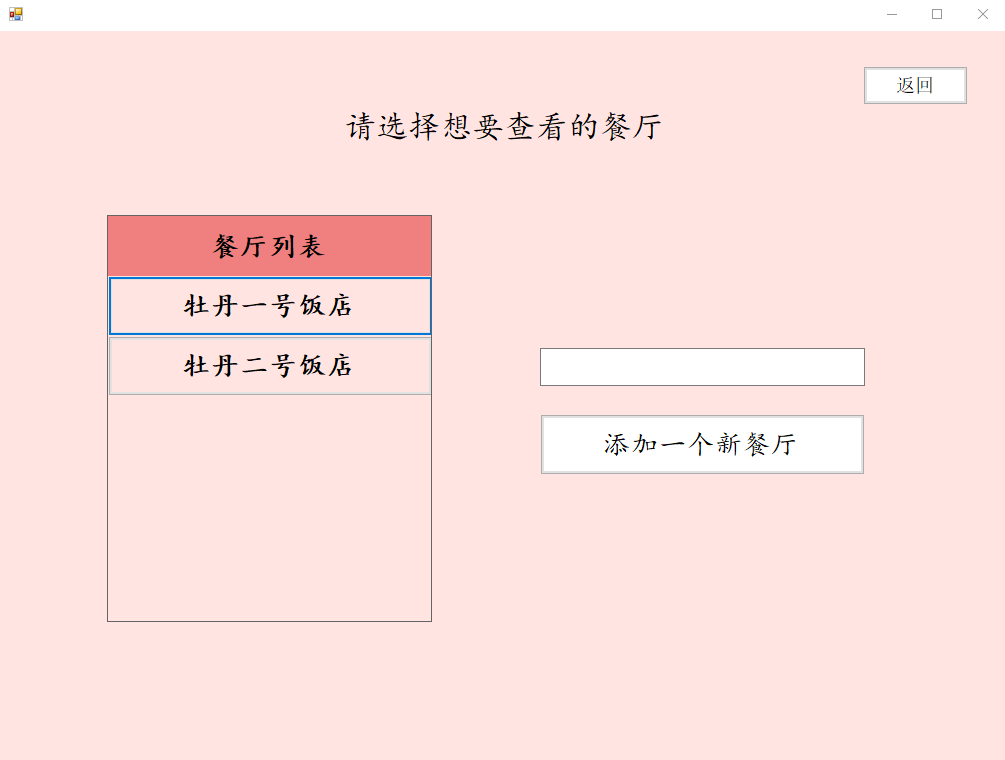 返回
请选择想要查看的餐厅
餐厅列表
牡丹一号饭店
牡丹二号饭店
添加一个新餐厅